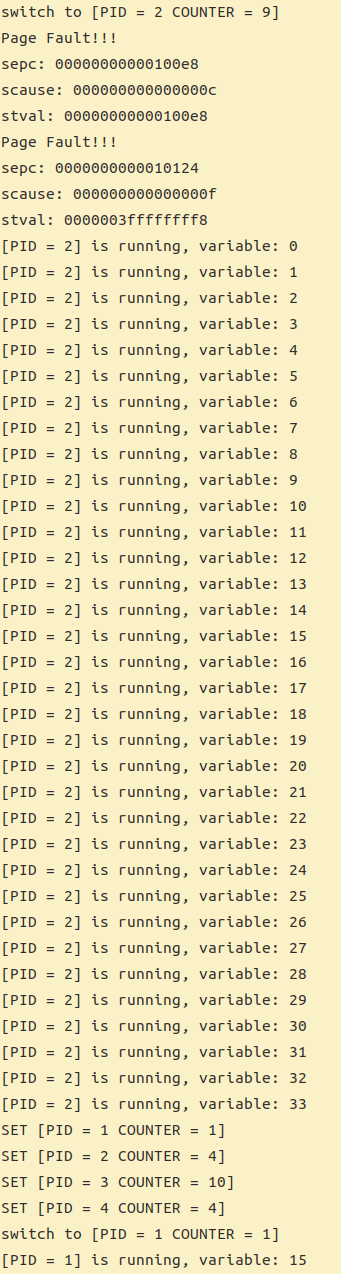 switch to [PID = 2 COUNTER = 9]
Page Fault!!!
sepc: 00000000000100e8
scause: 000000000000000c
stval: 00000000000100e8
Page Fault!!!
sepc: 0000000000010124
scause: 000000000000000f
stval: 0000003ffffffff8
[PID = 2] is running, variable: 0
[PID = 2] is running, variable: 1
[PID = 2] is running, variable: 2
[PID = 2] is running, variable: 3
[PID = 2] is running, variable: 4
[PID = 2] is running, variable: 5
[PID = 2] is running, variable: 6
[PID = 2] is running, variable: 7
[PID = 2] is running, variable: 8
[PID = 2] is running, variable: 9
[PID = 2] is running, variable: 10
[PID = 2] is running, variable: 11
[PID = 2] is running, variable: 12
[PID = 2] is running, variable: 13
[PID = 2] is running, variable: 14
[PID = 2] is running, variable: 15
[PID = 2] is running, variable: 16
[PID = 2] is running, variable: 17
[PID = 2] is running, variable: 18
[PID = 2] is running, variable: 19
[PID = 2] is running, variable: 20
[PID = 2] is running, variable: 21
[PID = 2] is running, variable: 22
[PID = 2] is running, variable: 23
[PID = 2] is running, variable: 24
[PID = 2] is running, variable: 25
[PID = 2] is running, variable: 26
[PID = 2] is running, variable: 27
[PID = 2] is running, variable: 28
[PID = 2] is running, variable: 29
[PID = 2] is running, variable: 30
[PID = 2] is running, variable: 31
[PID = 2] is running, variable: 32
[PID = 2] is running, variable: 33
SET [PID = 1 COUNTER = 1]
SET [PID = 2 COUNTER = 4]
SET [PID = 3 COUNTER = 10]
SET [PID = 4 COUNTER = 4]
switch to [PID = 1 COUNTER = 1]
[PID = 1] is running, variable: 15